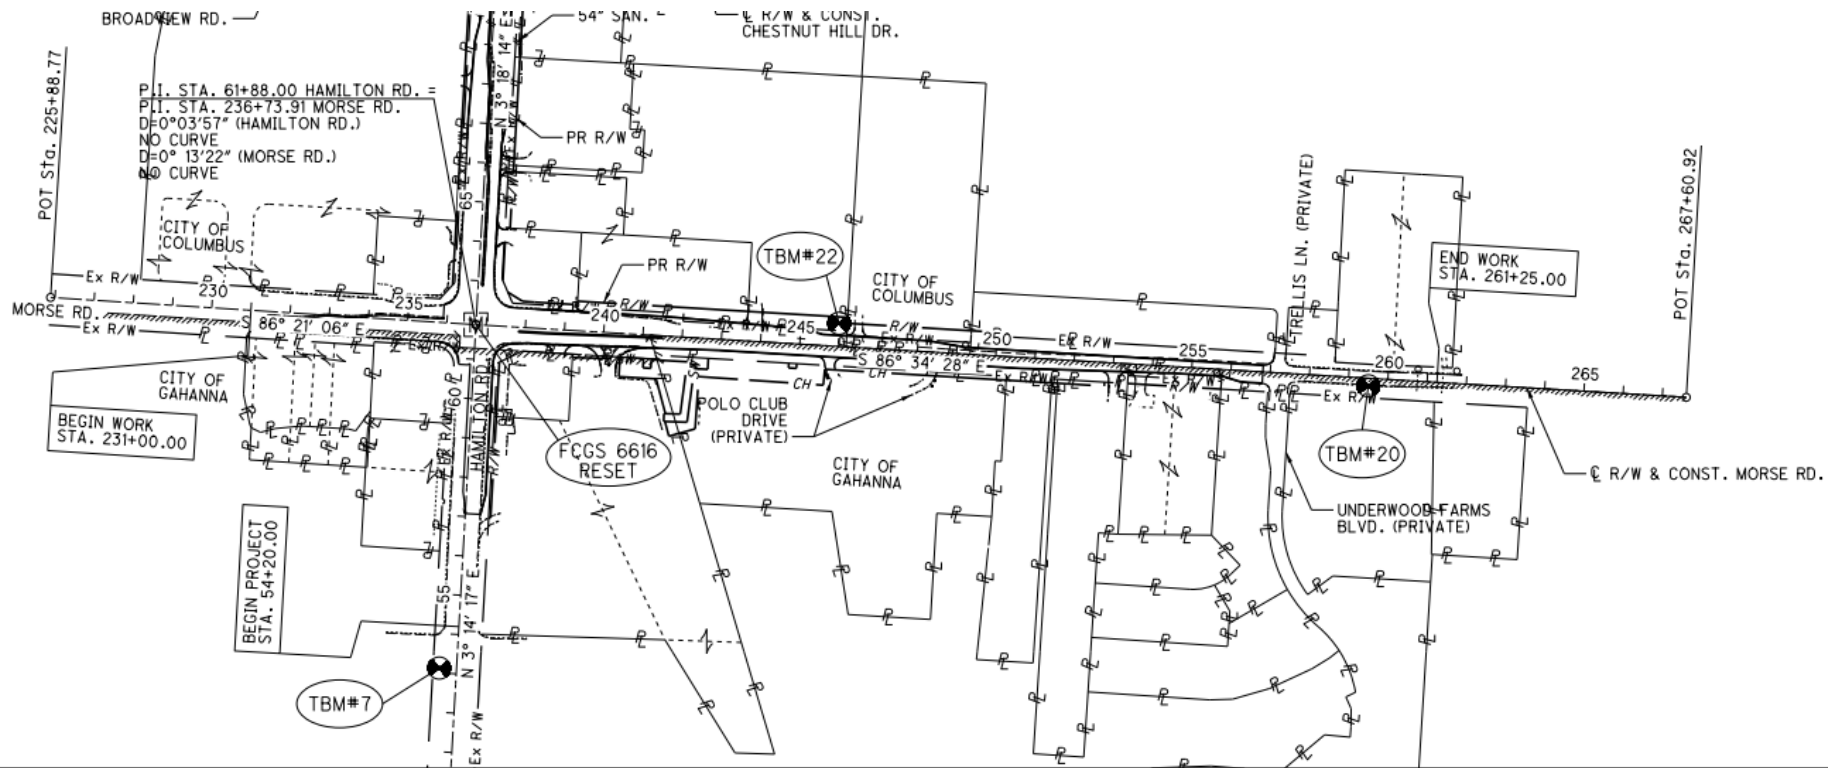 BROADVIEW RD.
54" SAN.
℄ R/W & CONST.
CHESTNUT HILL DR.
N 3° 18' 14" E
POT Sta. 225+88.77
P.I. STA. 61+88.00 HAMILTON RD. =
P.I. STA. 236+73.91 MORSE RD.
D=0°03'57" (HAMILTON RD.)
NO CURVE
D=0° 13'22" (MORSE RD.)
NO CURVE
PR R/W
Ex R/W
R/W
65
CITY OF
COLUMBUS
PR R/W
TBM#22
CITY OF
COLUMBUS
TRELLIS LN. (PRIVATE)
END WORK
STA. 261+25.00
POT Sta. 267+60.92
Ex R/W
230
235
240
245
250
255
260
265
MORSE RD.
Ex R/W
S 86° 21' 06" E
R/W
Ex R/W
R/W
Ex R/W
Ex R/W
S 86° 34' 28" E
Ex R/W
Ex R/W
Ex R/W
CH
CH
CITY OF
GAHANNA
BEGIN WORK
STA. 231+00.00
60
HAMILTON RD.
R/W
POLO CLUB
DRIVE
(PRIVATE)
FCGS 6616
RESET
CITY OF
GAHANNA
TBM#20
℄ R/W & CONST. MORSE RD.
UNDERWOOD FARMS
BLVD. (PRIVATE)
BEGIN PROJECT
STA. 54+20.00
55
N 3° 14' 17" E
TBM#7
Ex R/W